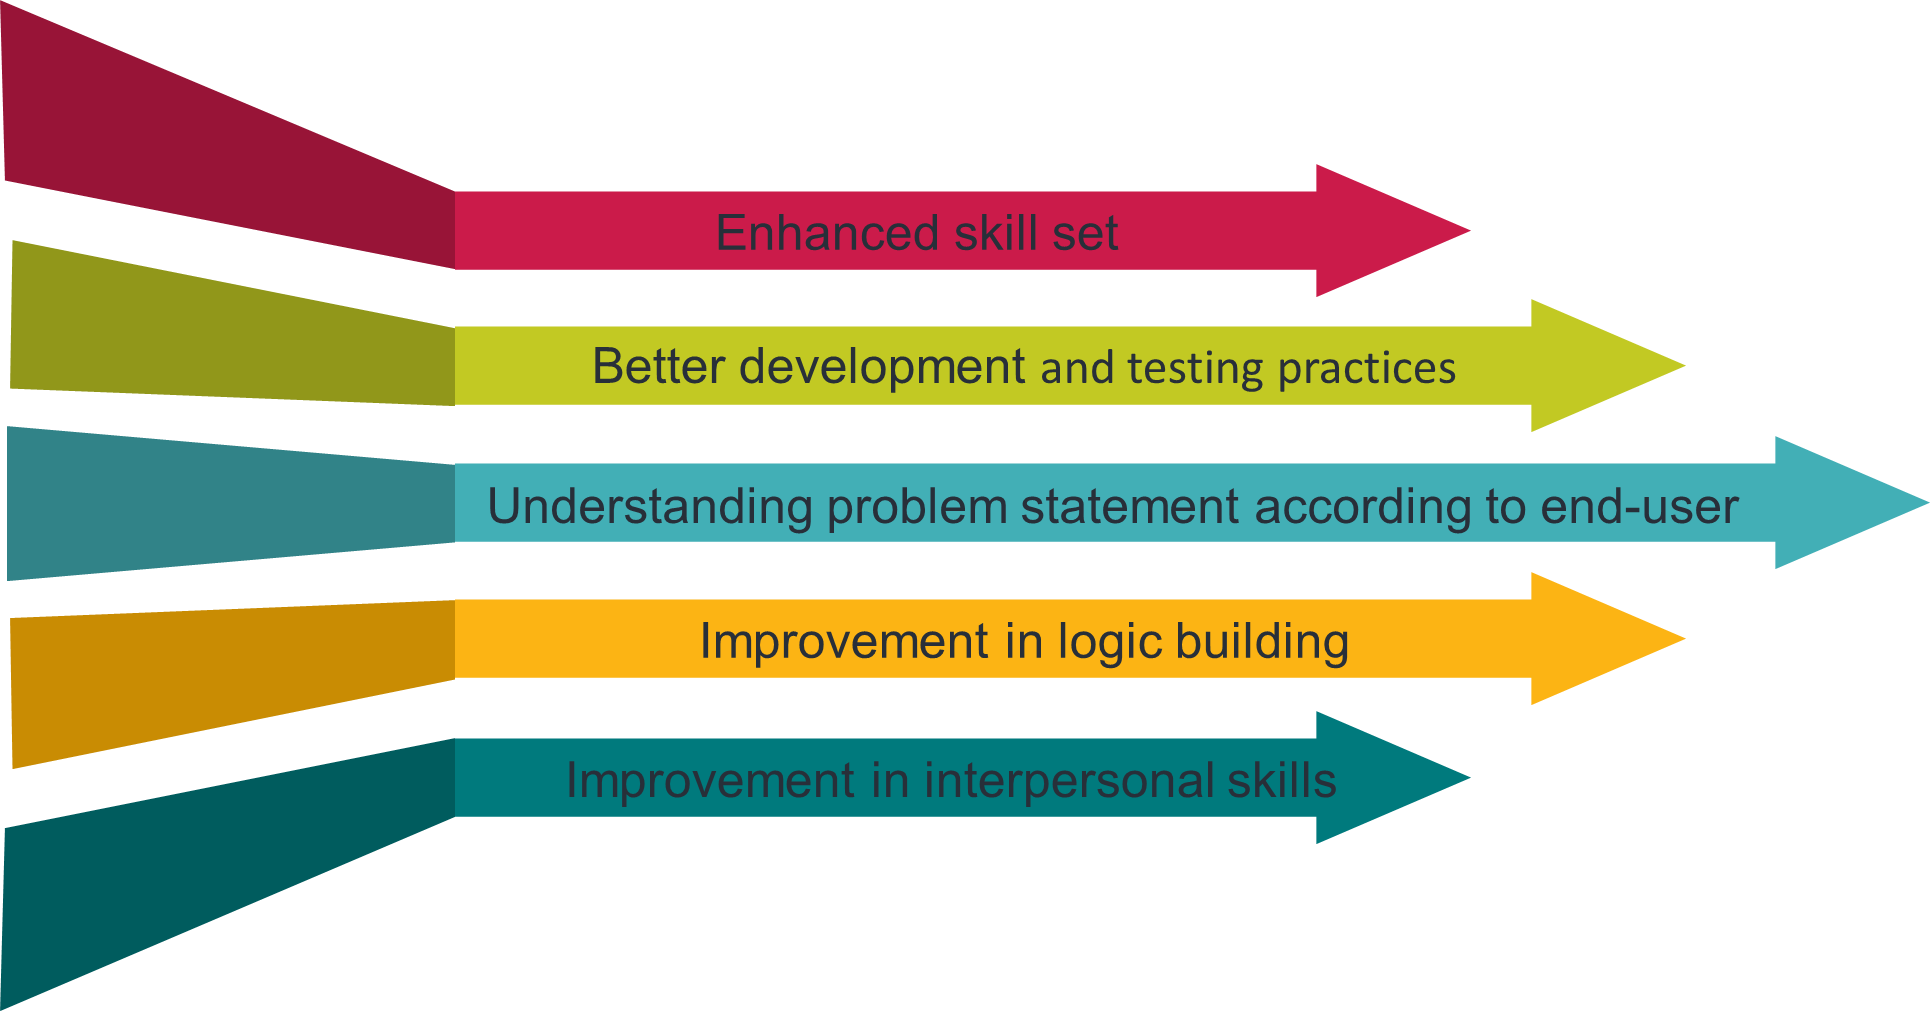 Enhanced skill set
Better development and testing practices
Understanding problem statement according to end-user
Improvement in logic building
Improvement in interpersonal skills